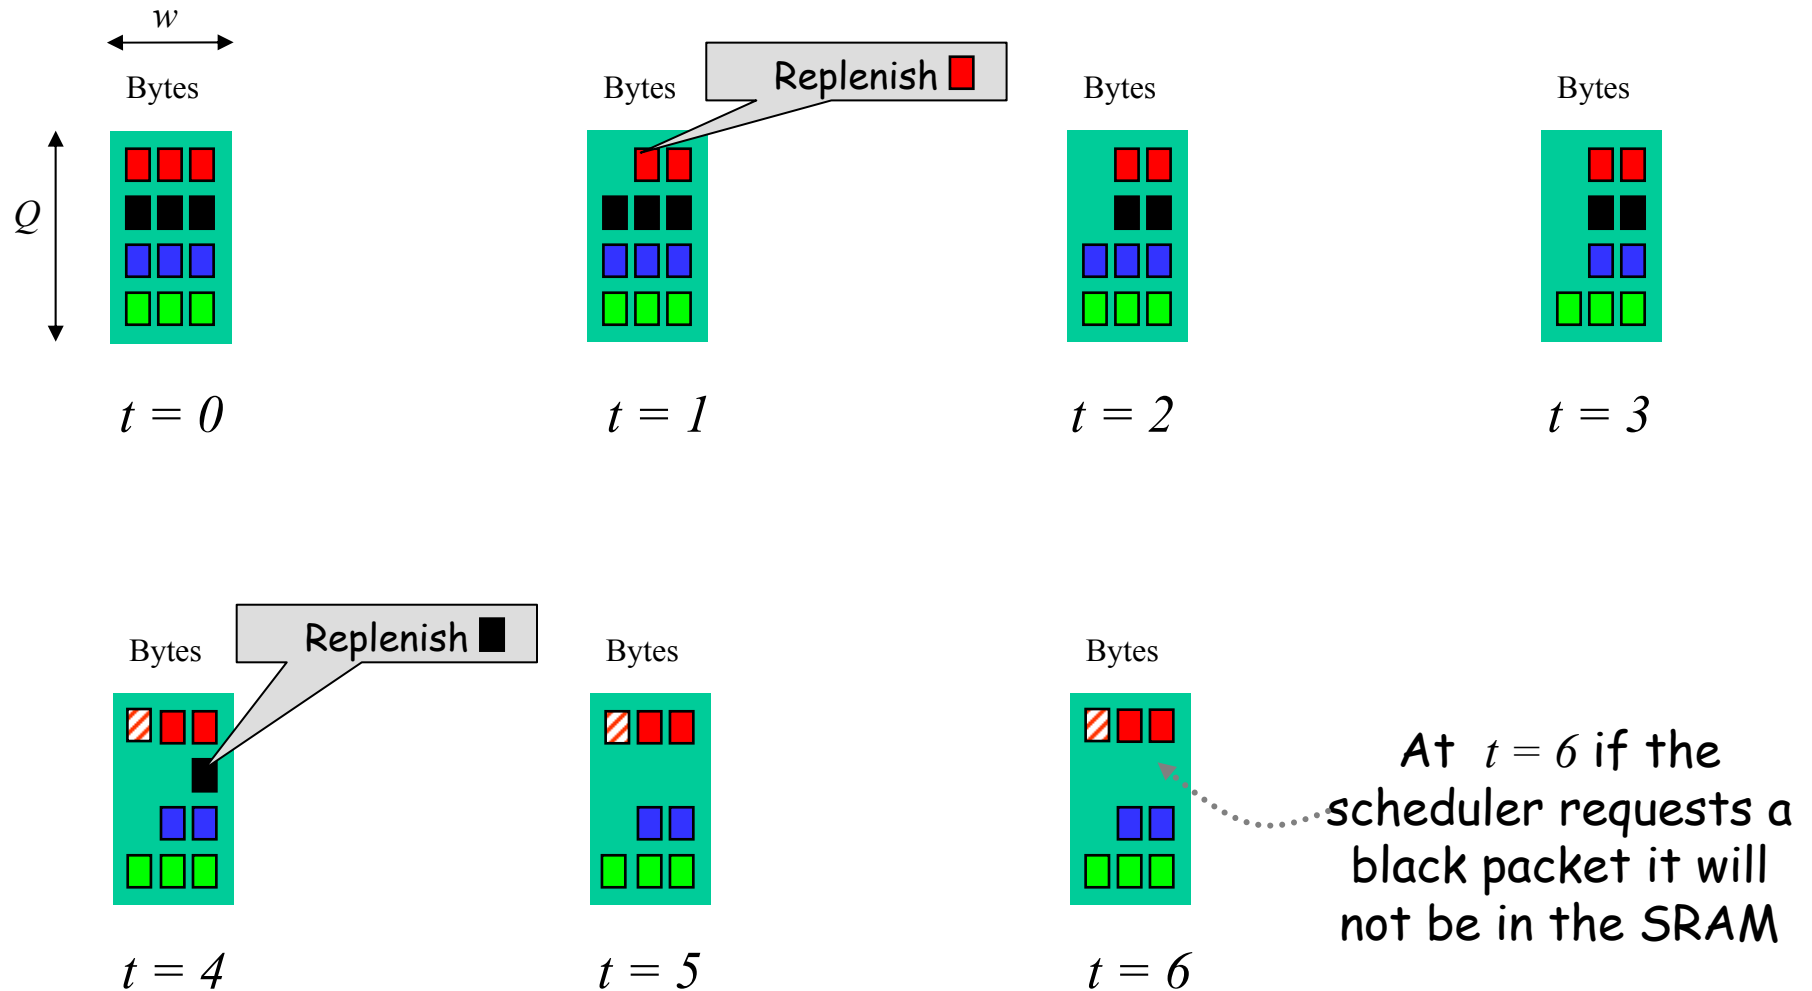 w
Bytes
Bytes
Replenish
Bytes
Bytes
Q
t = 0
t = 1
t = 2
t = 3
Bytes
Replenish
Bytes
Bytes
At t = 6 if the
scheduler requests a
black packet it will
not be in the SRAM
t = 4
t = 5
t = 6